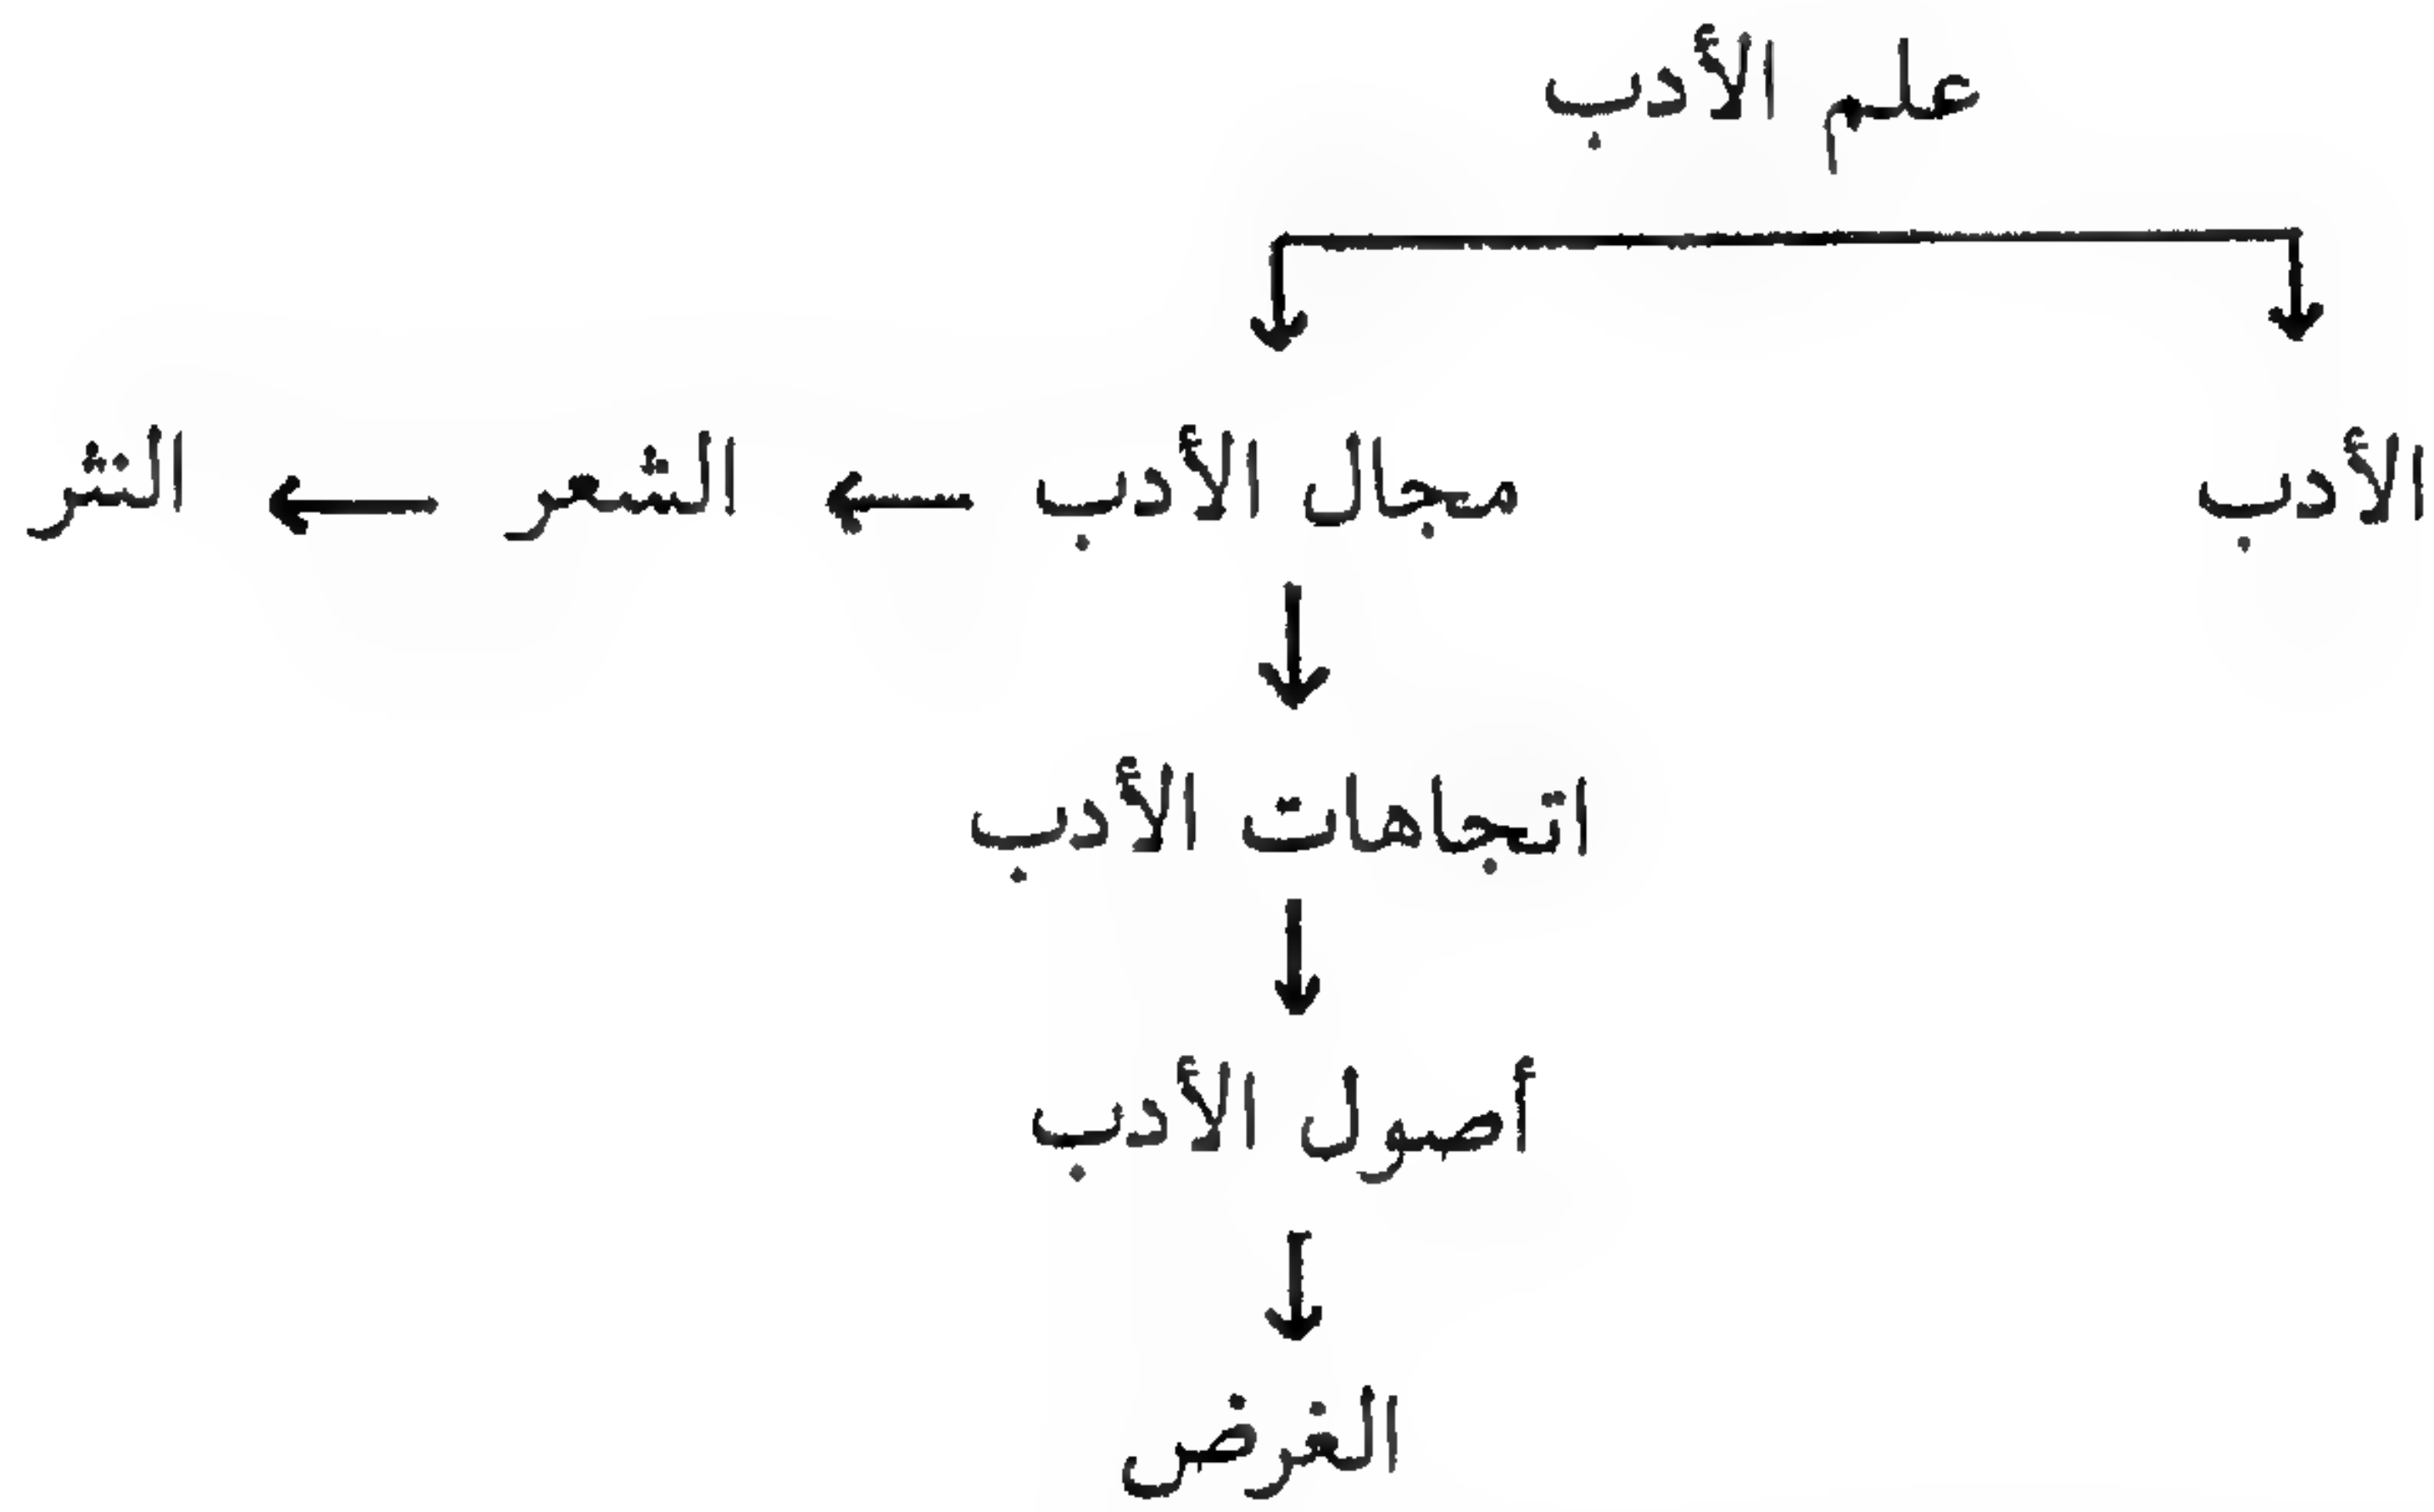 علم الأدب
الأدب مجال الأدب الشعر النثر
اتجاهات الأدب
أصول الأدب
الغرض